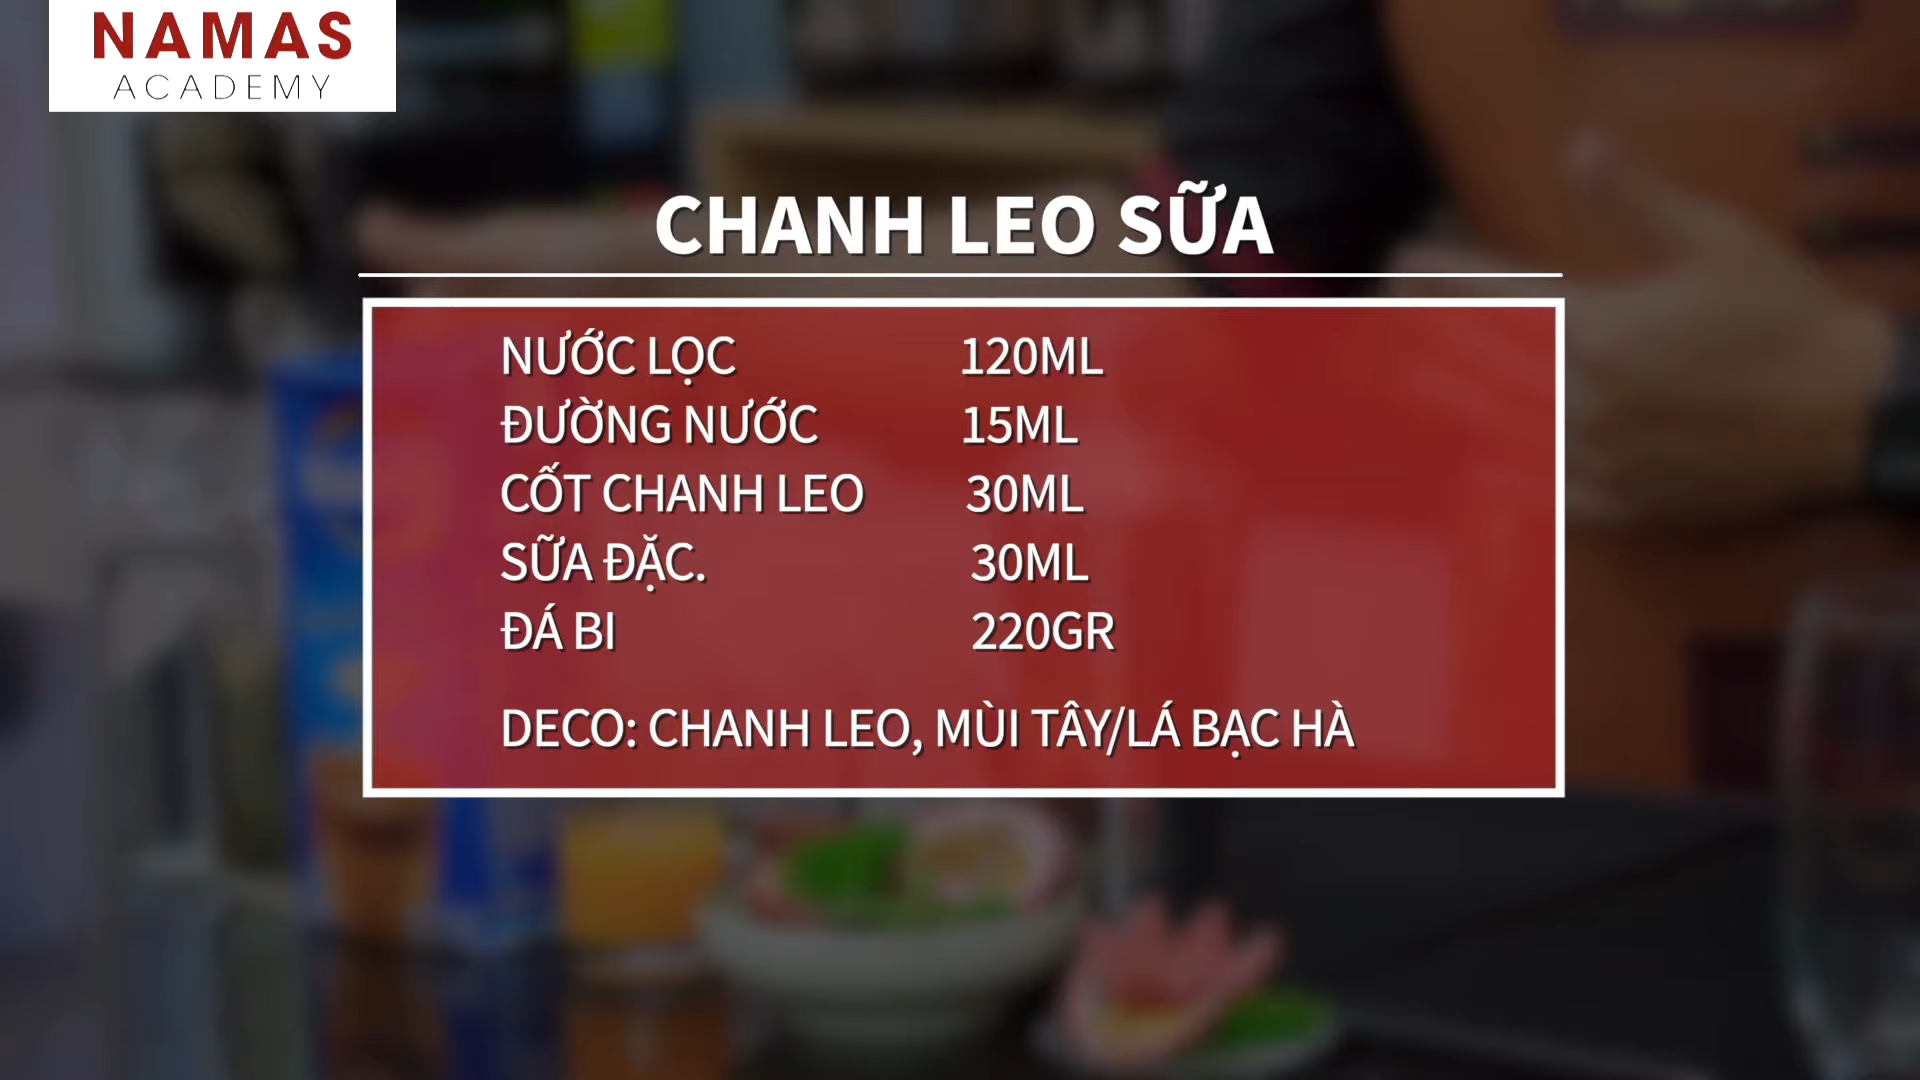 NAMAS
ACADEMY
CHANH LEO SỮA
NƯỚC LỌC 120ML
ĐƯỜNG NƯỚC 15ML
CỐT CHANH LEO 30ML
SỮA ĐẶC. 30ML
ĐÁ BI 220GR
DECO: CHANH LEO, MÙI TÂY/LÁ BẠC HÀ